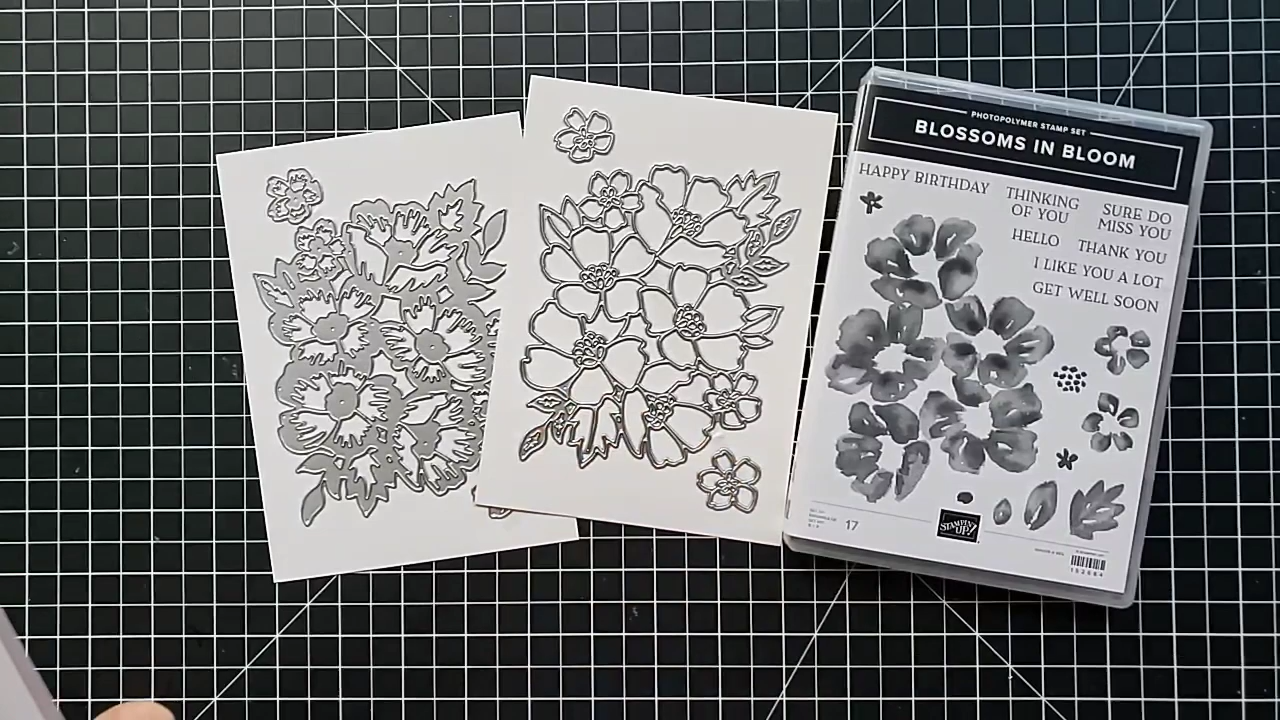 PHOTOPOLYMER STAMP SET
BLOSSOMS IN BLOOM
HAPPY BIRTHDAY
THINKING
OF YOU
SURE DO
MISS YOU
HELLO
THANK YOU
I LIKE YOU A LOT
GET WELL SOON
17
STAMPIN'
UP!